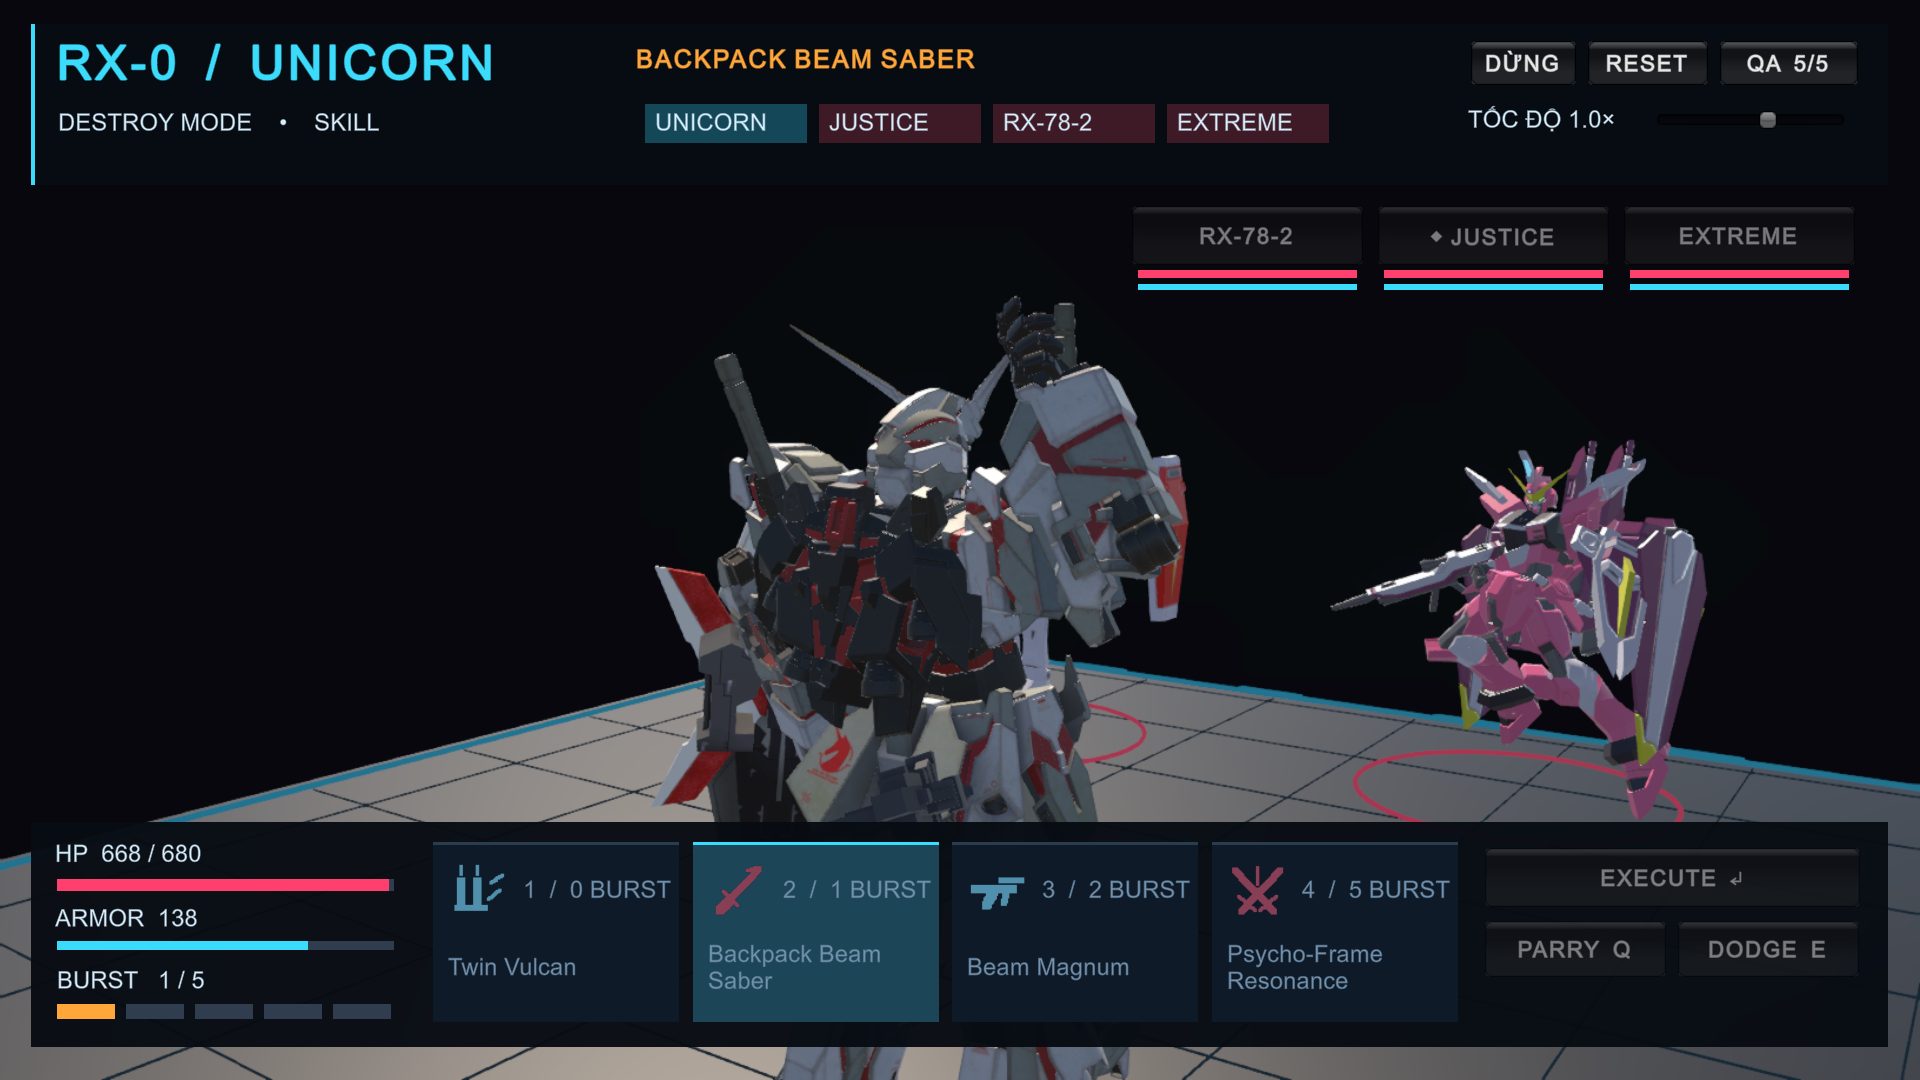 RX-0 / UNICORN
DESTROY MODE • SKILL
BACKPACK BEAM SABER
UNICORN
JUSTICE
RX-78-2
EXTREME
DỪNG
RESET
QA 5/5
TỐC ĐỘ 1.0×
RX-78-2
◆ JUSTICE
EXTREME
HP 668 / 680
ARMOR 138
BURST 1 / 5
1 / 0 BURST
Twin Vulcan
2 / 1 BURST
Backpack Beam
Saber
3 / 2 BURST
Beam Magnum
4 / 5 BURST
Psycho-Frame
Resonance
EXECUTE ↲
PARRY Q
DODGE E